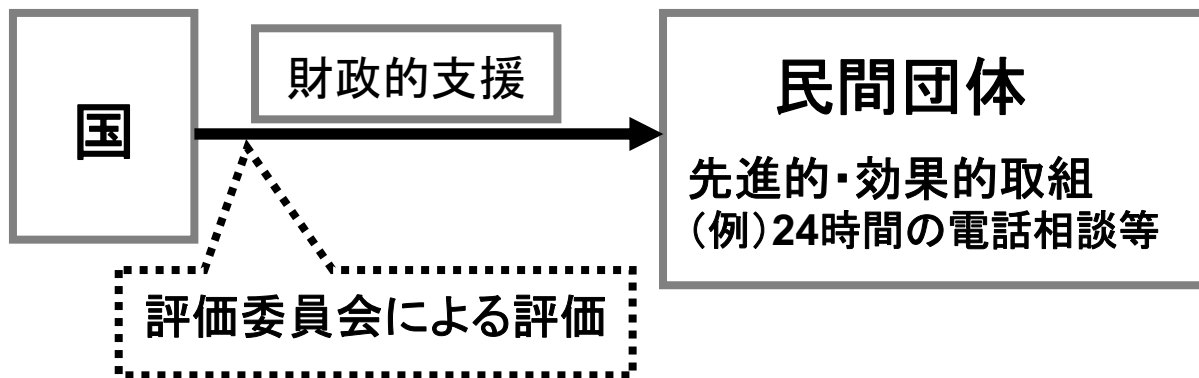 国
財政的支援
民間団体
先進的・効果的取組
（例）24時間の電話相談等
評価委員会による評価